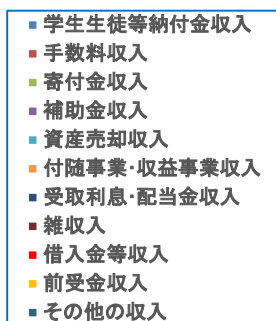 学生生徒等納付金収入
手数料収入
寄付金収入
補助金収入
資産売却収入
付随事業･収益事業収入
受取利息･配当金収入
雑収入
借入金等収入
前受金収入
その他の収入